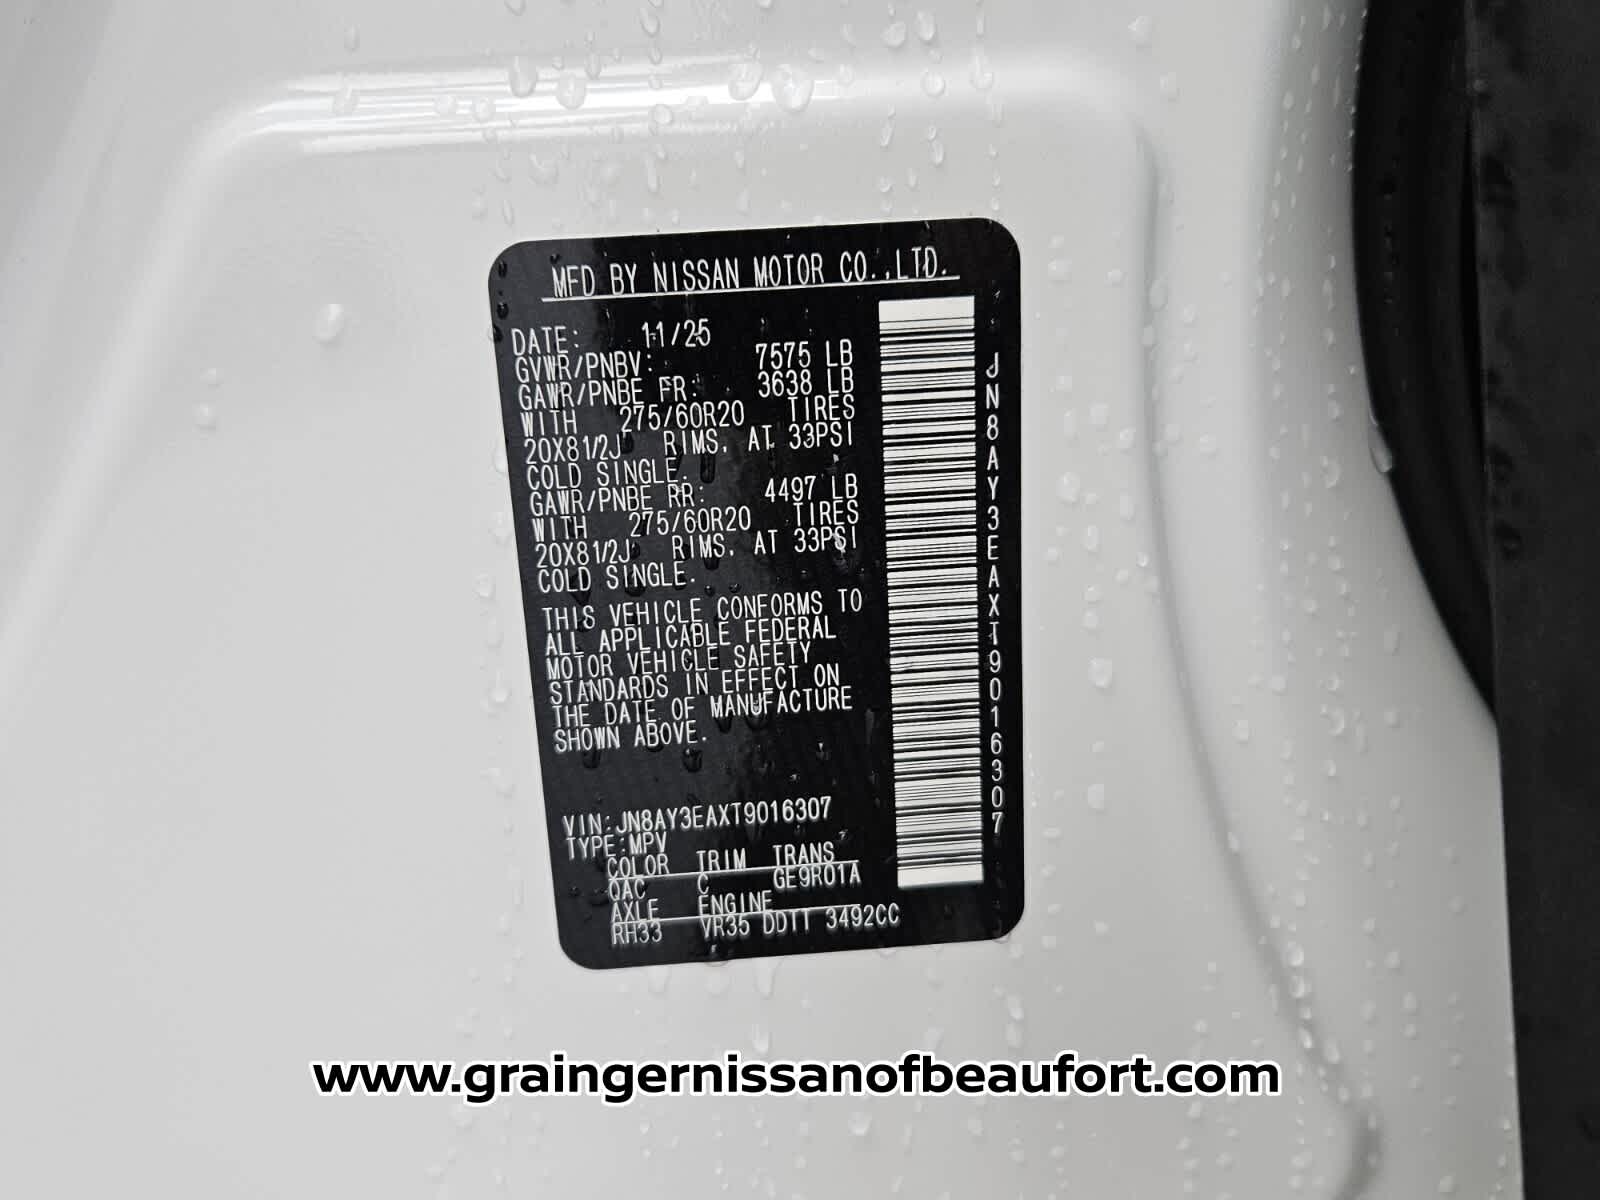 MFD BY NISSAN MOTOR CO.,LTD.
DATE: 11/25
GVWR/PNBV: 7575 LB
GAWR/PNBE FR: 3638 LB
WITH 275/60R20 TIRES
20X81/2J RIMS, AT 33PSI
COLD SINGLE.
GAWR/PNBE RR: 4497 LB
WITH 275/60R20 TIRES
20X81/2J RIMS, AT 33PSI
COLD SINGLE.
THIS VEHICLE CONFORMS TO
ALL APPLICABLE FEDERAL
MOTOR VEHICLE SAFETY
STANDARDS IN EFFECT ON
THE DATE OF MANUFACTURE
SHOWN ABOVE.
VIN:JN8AY3EAXT9016307
TYPE:MPV
COLOR TRIM TRANS
QAC C GE9R01A
AXLE ENGINE
RH33 VR35 DDTT 3492CC
JN8AY3EAXT9016307
www.graingernissanofbeaufort.com